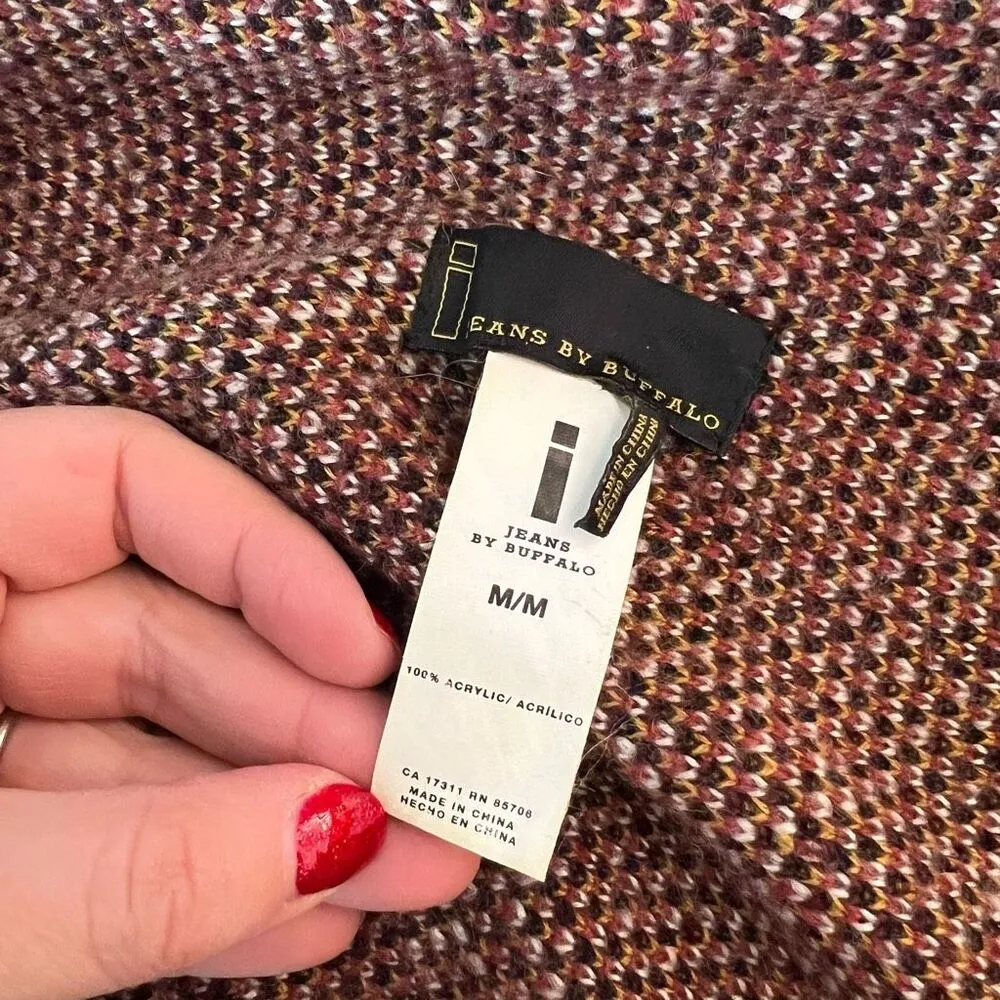 iEANS BY BUFFALO
MADE IN CHINA
HECHO EN CHINA
i
JEANS
BY BUFFALO
M/M
100% ACRYLIC/ ACRÍLICO
CA 17311 RN 85706
MADE IN CHINA
HECHO EN CHINA